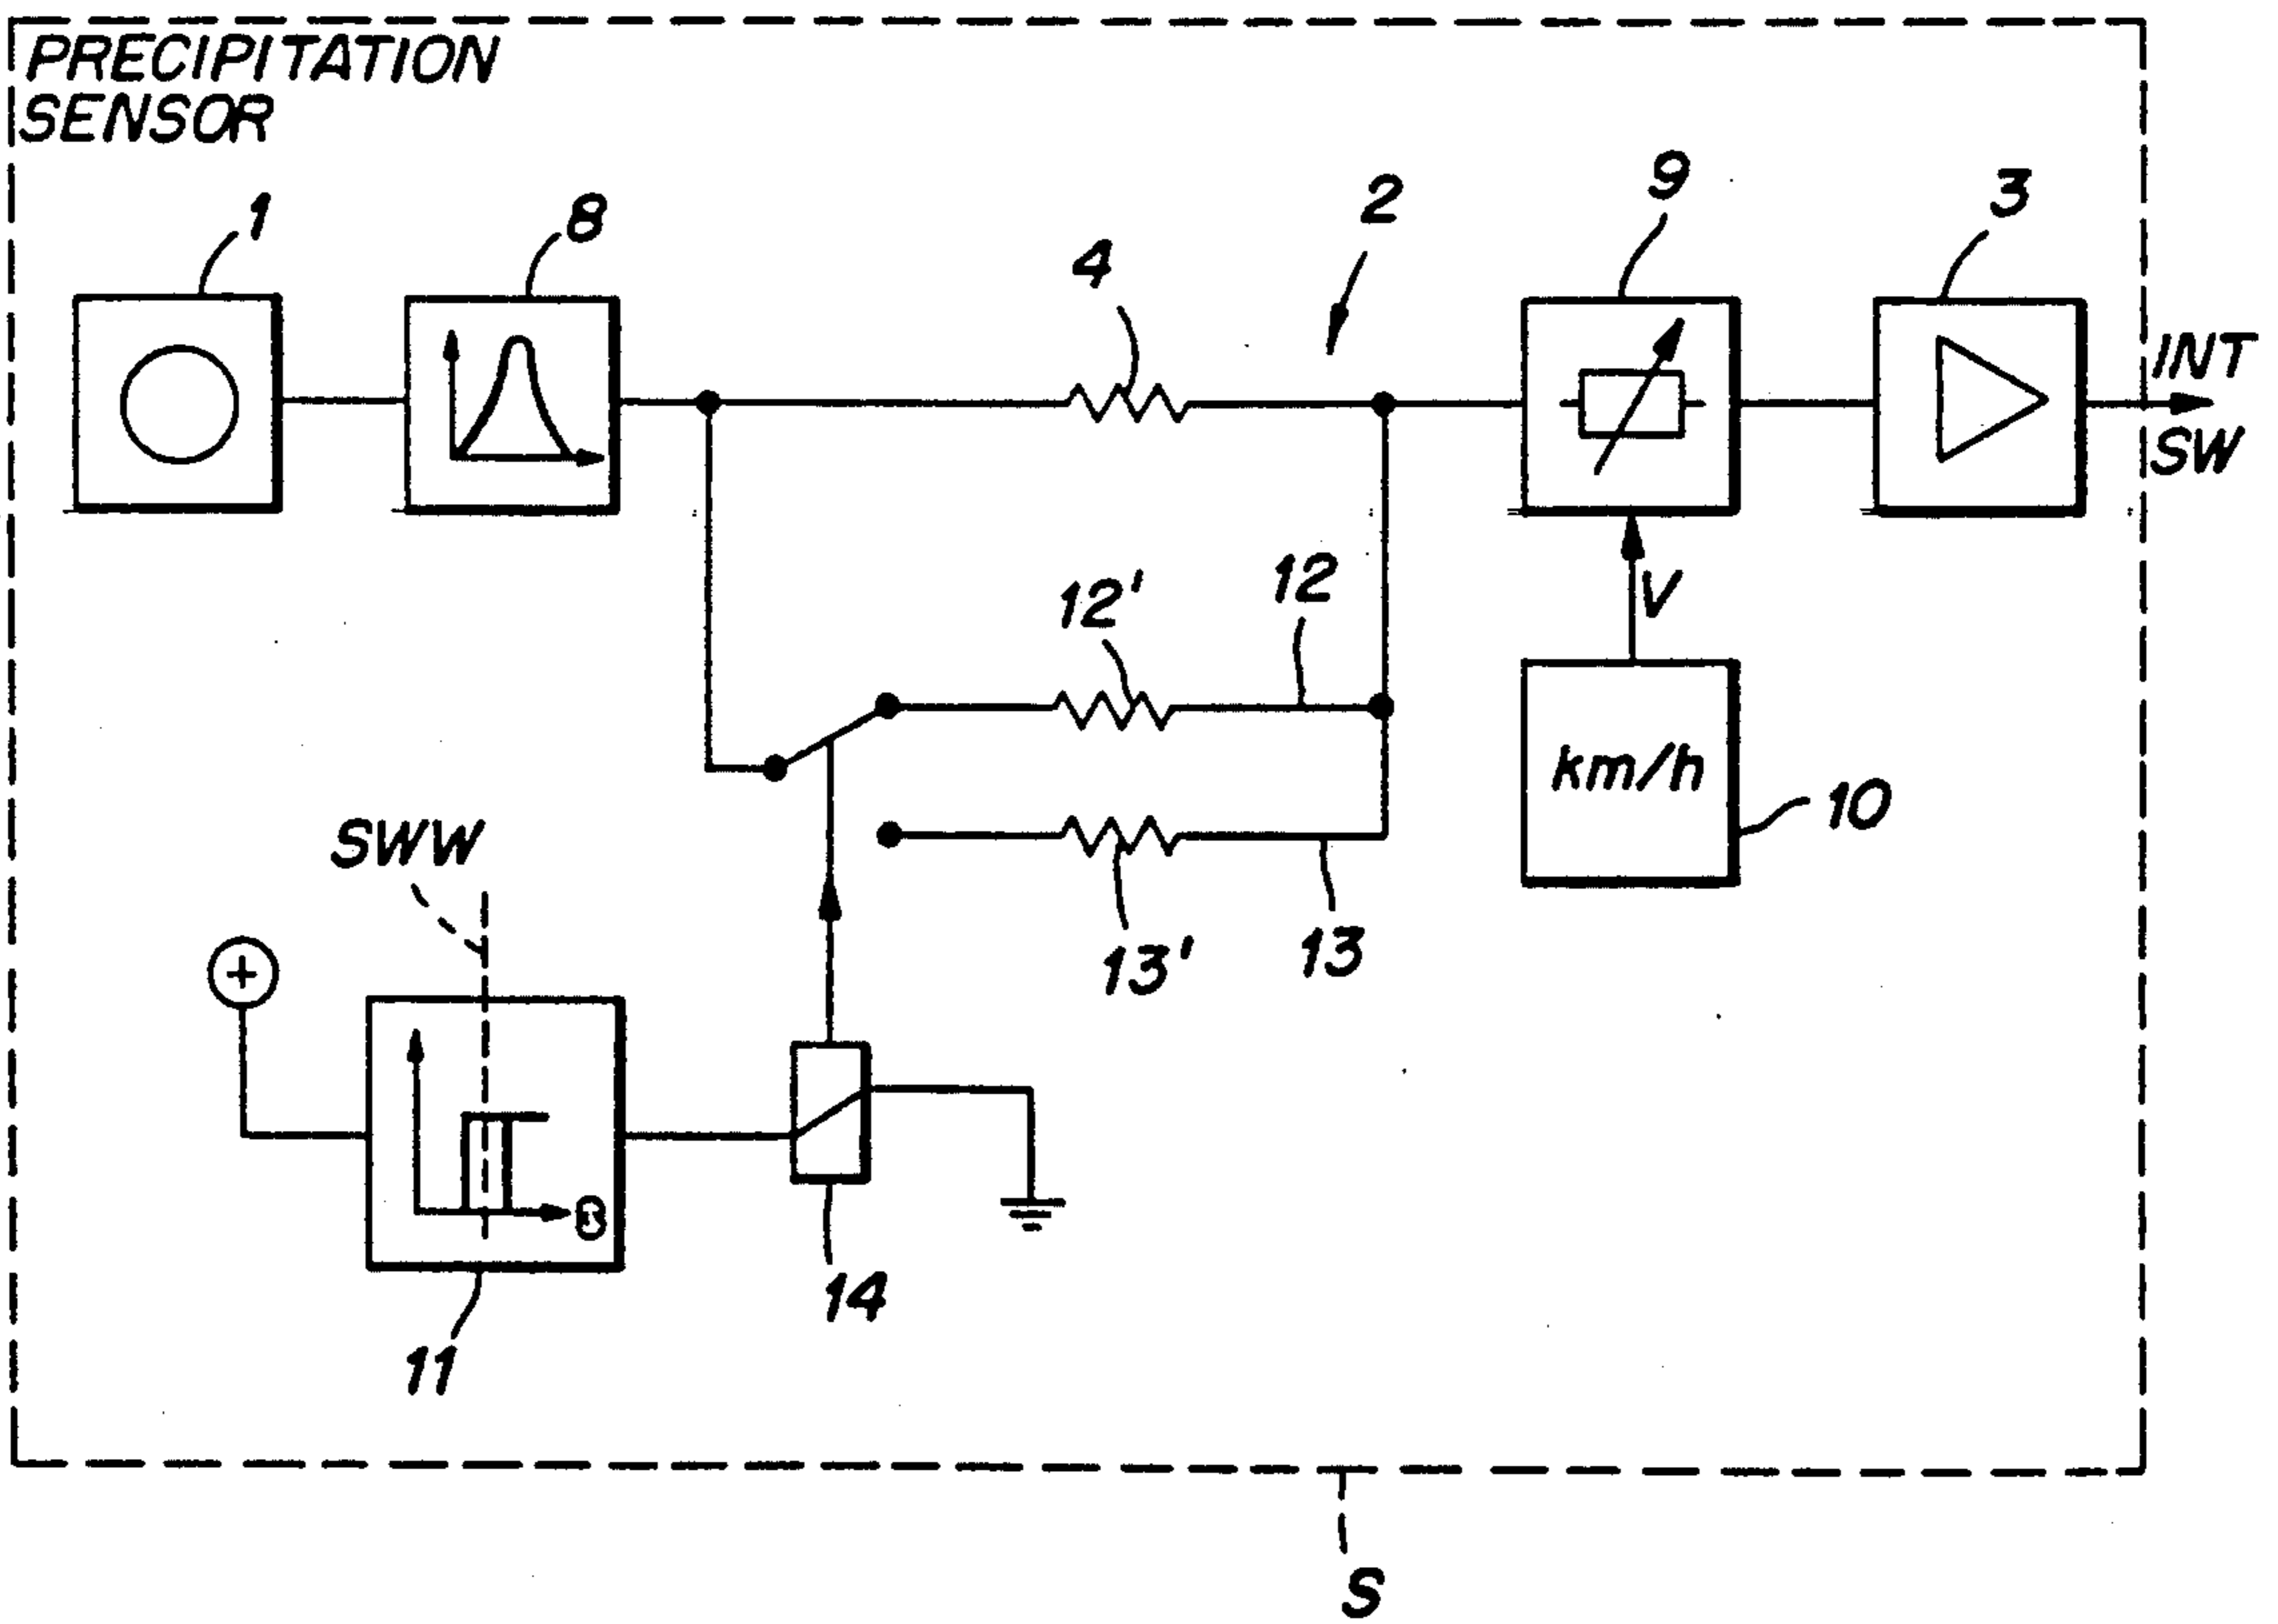 PRECIPITATION
SENSOR
1
8
4
2
9
3
INT
SW
12'
12
V
km/h
10
SWW
13'
13
+
14
11
S